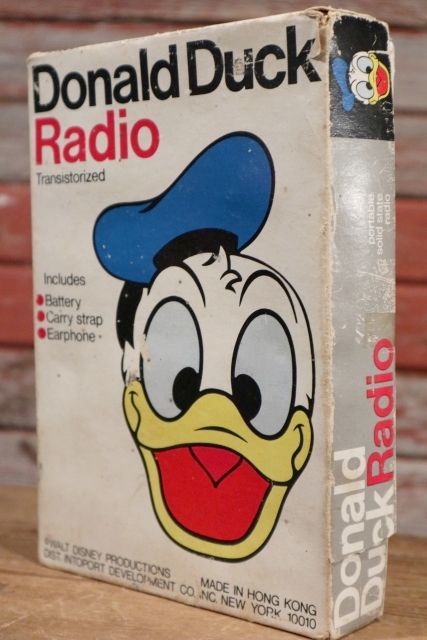 Donald Duck
Radio
Transistorized
Includes
Battery
Carry strap
Earphone
©WALT DISNEY PRODUCTIONS
MADE IN HONG KONG
DIST. INTOPORT DEVELOPMENT CO. INC. NEW YORK 10010
portable
solid state
radio
Donald
Duck Radio